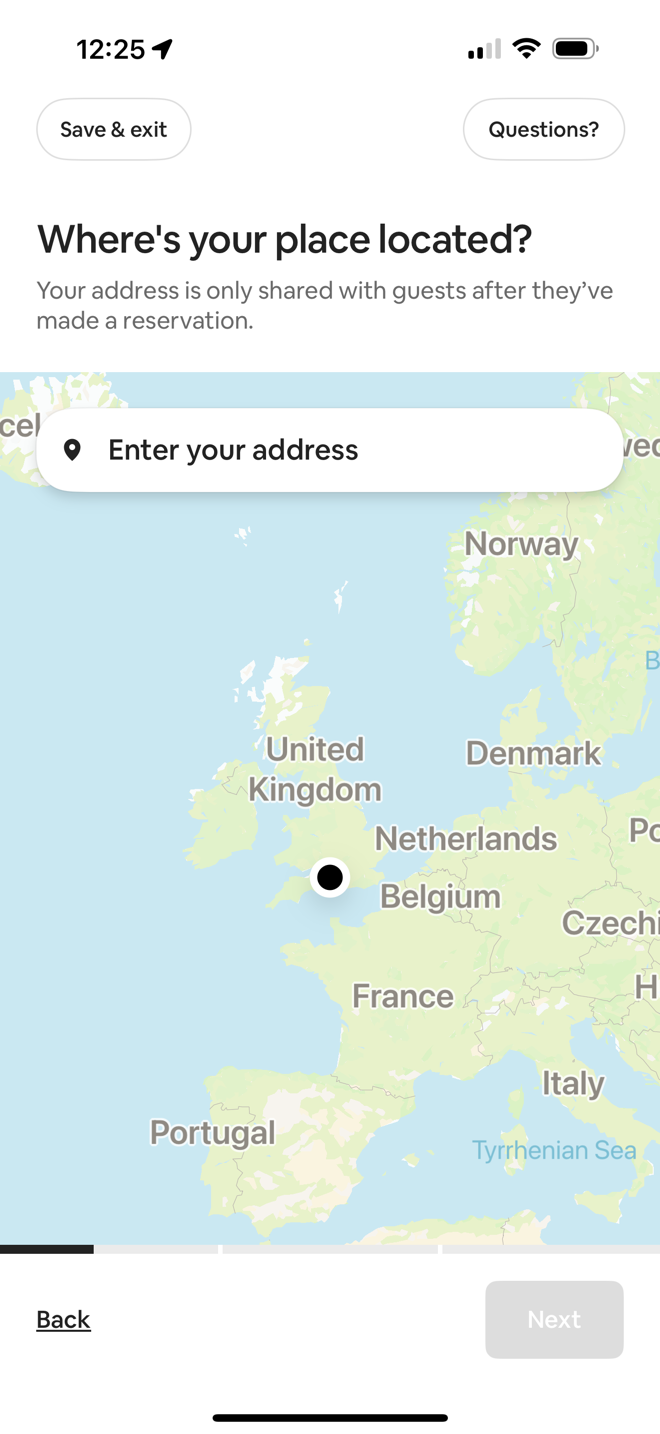 12:25
Save & exit
Questions?
Where's your place located?
Your address is only shared with guests after they’ve
made a reservation.
cel
Enter your address
Norway
B
United
Kingdom
Denmark
Netherlands
Po
Belgium
Czechi
H
France
Italy
Portugal
Tyrrhenian Sea
Back
Next